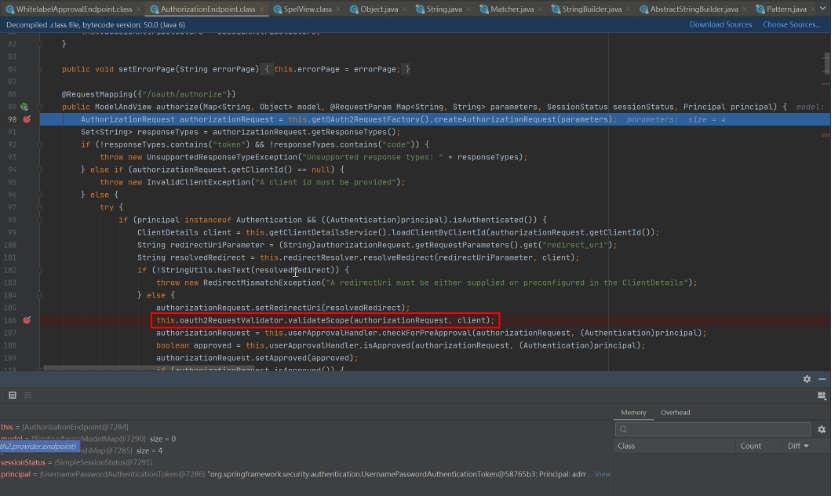 WhitelabelApprovalEndpoint.class AuthorizationEndpoint.class SpelView.class Object.java String.java Matcher.java StringBuilder.java AbstractStringBuilder.java Pattern.java
Decompiled .class file, bytecode version: 50.0 (Java 6) Download Sources Choose Sources...
82 }
83
84 public void setErrorPage(String errorPage) { this.errorPage = errorPage; }
87
88 @RequestMapping({"/oauth/authorize"})
89 public ModelAndView authorize(Map<String, Object> model, @RequestParam Map<String, String> parameters, SessionStatus sessionStatus, Principal principal) { model:
90 AuthorizationRequest authorizationRequest = this.getOAuth2RequestFactory().createAuthorizationRequest(parameters); parameters: size = 4
91 Set<String> responseTypes = authorizationRequest.getResponseTypes();
92 if (!responseTypes.contains("token") && !responseTypes.contains("code")) {
93 throw new UnsupportedResponseTypeException("Unsupported response types: " + responseTypes);
94 } else if (authorizationRequest.getClientId() == null) {
95 throw new InvalidClientException("A client id must be provided");
96 } else {
97 try {
98 if (principal instanceof Authentication && ((Authentication)principal).isAuthenticated()) {
99 ClientDetails client = this.getClientDetailsService().loadClientByClientId(authorizationRequest.getClientId());
100 String redirectUriParameter = (String)authorizationRequest.getRequestParameters().get("redirect_uri");
101 String resolvedRedirect = this.redirectResolver.resolveRedirect(redirectUriParameter, client);
102 if (!StringUtils.hasText(resolvedRedirect)) {
103 throw new RedirectMismatchException("A redirectUri must be either supplied or preconfigured in the ClientDetails");
104 } else {
105 authorizationRequest.setRedirectUri(resolvedRedirect);
106 this.oauth2RequestValidator.validateScope(authorizationRequest, client);
107 authorizationRequest = this.userApprovalHandler.checkForPreApproval(authorizationRequest, (Authentication)principal);
108 boolean approved = this.userApprovalHandler.isApproved(authorizationRequest, (Authentication)principal);
109 authorizationRequest.setApproved(approved);
if (authorizationRequest.isApproved()) {
Memory Overhead
Class Count Diff
this = {AuthorizationEndpoint@7284}
model = {BindingAwareModelMap@7290} size = 0
th2.provider.endpoint) shMap@7285} size = 4
sessionStatus = {SimpleSessionStatus@7291}
principal = {UsernamePasswordAuthenticationToken@7286} "org.springframework.security.authentication.UsernamePasswordAuthenticationToken@58765b3: Principal: adm... View